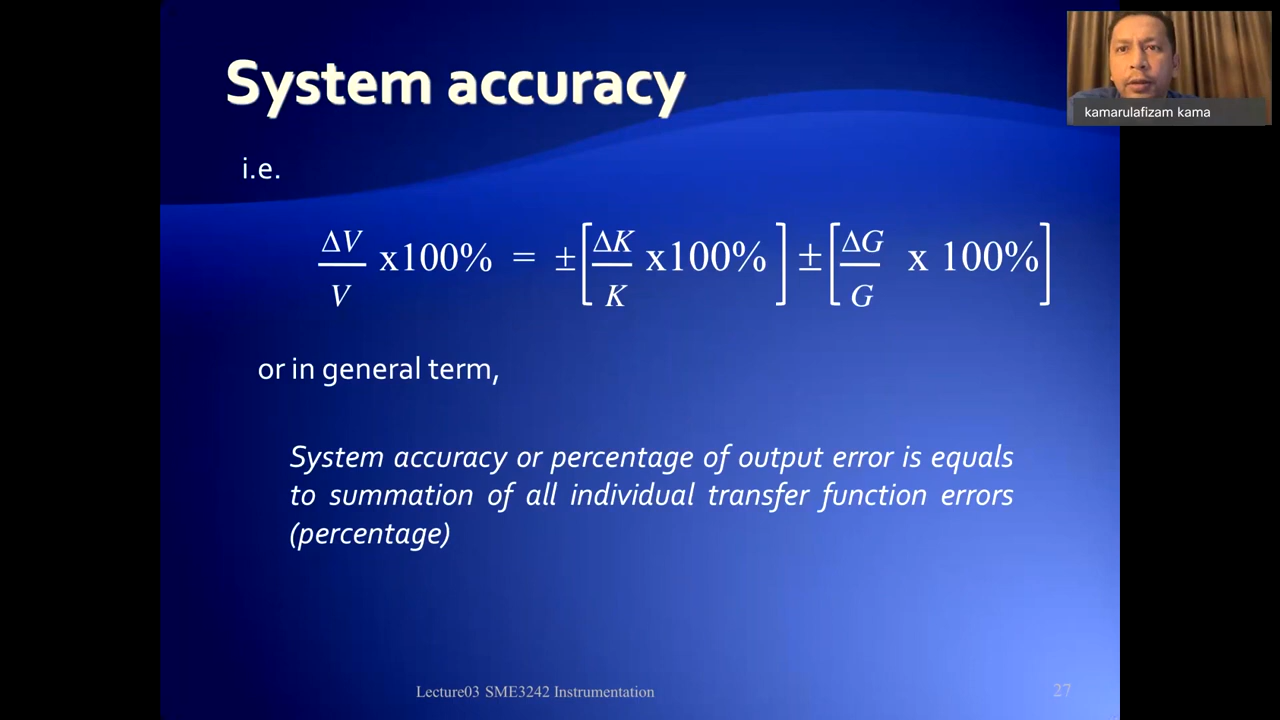 System accuracy
kamarulafizam kama
i.e.
ΔV/V x100% = ±[ΔK/K x100%] ±[ΔG/G x 100%]
or in general term,
System accuracy or percentage of output error is equals
to summation of all individual transfer function errors
(percentage)
Lecture03 SME3242 Instrumentation
27